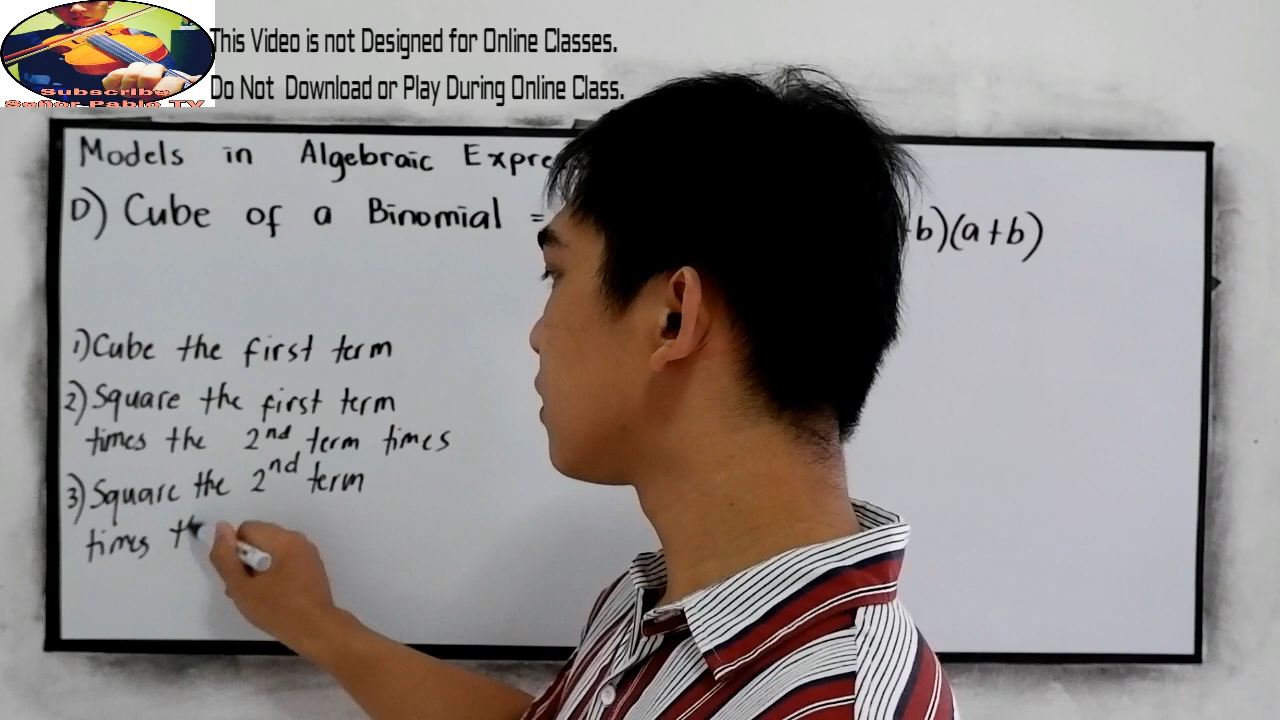 This Video is not Designed for Online Classes.
Do Not Download or Play During Online Class.
Subscribe
Señor Pablo TV
Models in Algebraic Expre
D) Cube of a Binomial =
b)(a+b)
1) Cube the first term
2) Square the first term
times the 2nd term times
3) Square the 2nd term
times t